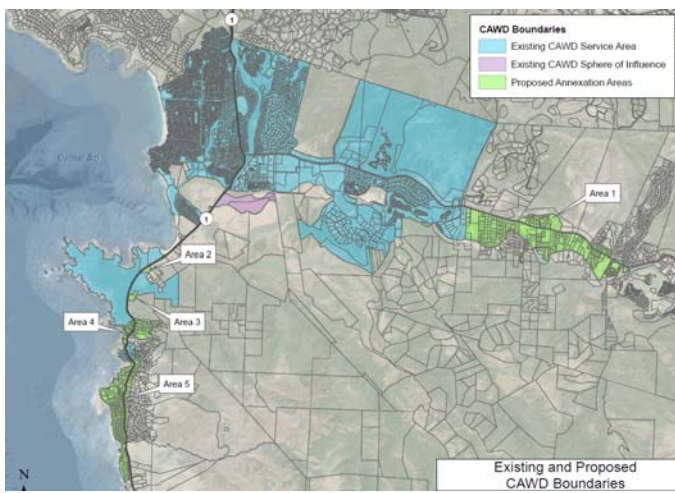 1
CAWD Boundaries
Existing CAWD Service Area
Existing CAWD Sphere of Influence
Proposed Annexation Areas
Area 1
1
Area 2
Area 4
Area 3
Area 5
N
Existing and Proposed
CAWD Boundaries